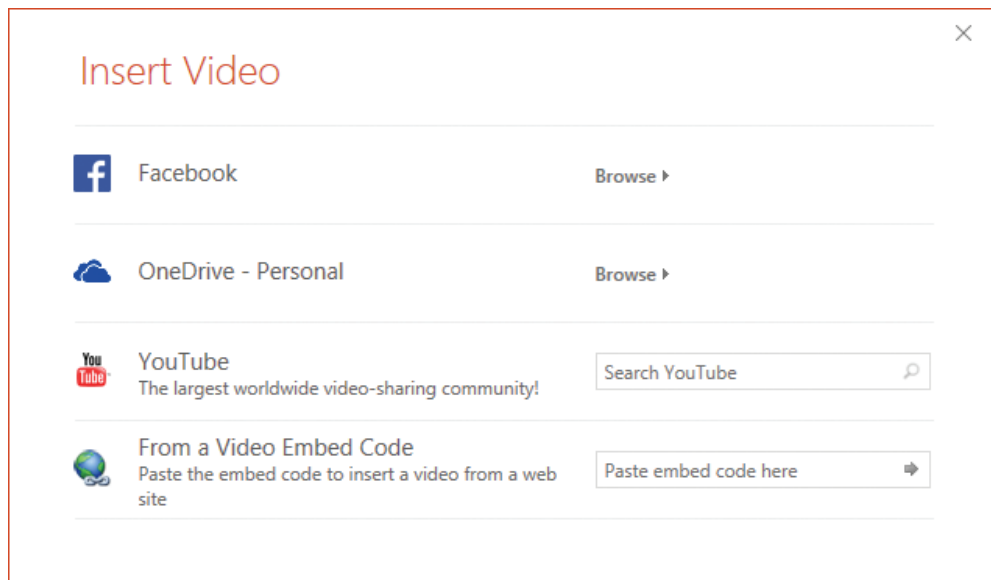 Insert Video
Facebook
Browse
OneDrive - Personal
Browse
You
Tube
YouTube
The largest worldwide video-sharing community!
Search YouTube
From a Video Embed Code
Paste the embed code to insert a video from a web
site
Paste embed code here